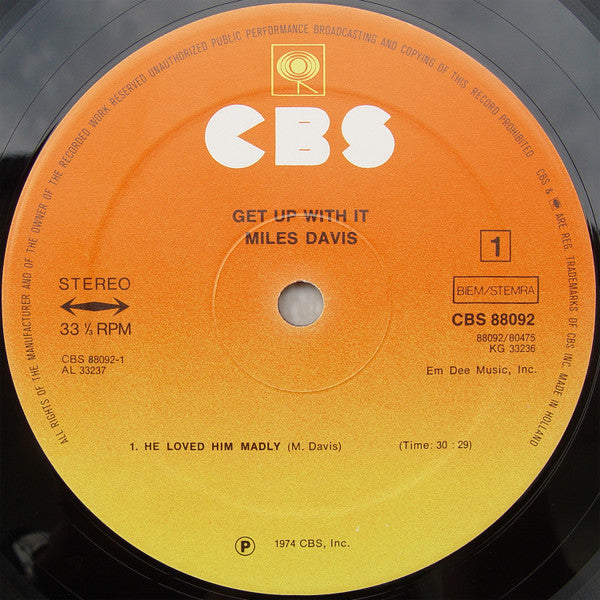 ALL RIGHTS OF THE MANUFACTURER AND OF THE OWNER OF THE RECORDED WORK RESERVED UNAUTHORIZED PUBLIC PERFORMANCE BROADCASTING AND COPYING OF THIS RECORD PROHIBITED
CBS & ARE REG. TRADEMARKS OF CBS INC. MADE IN HOLLAND
CBS
GET UP WITH IT
MILES DAVIS
1
STEREO
33 ⅓ RPM
BIEM/STEMRA
CBS 88092
88092/80475
KG 33236
CBS 88092-1
AL 33237
Em Dee Music, Inc.
1. HE LOVED HIM MADLY (M. Davis) (Time: 30 : 29)
Ⓟ 1974 CBS, Inc.